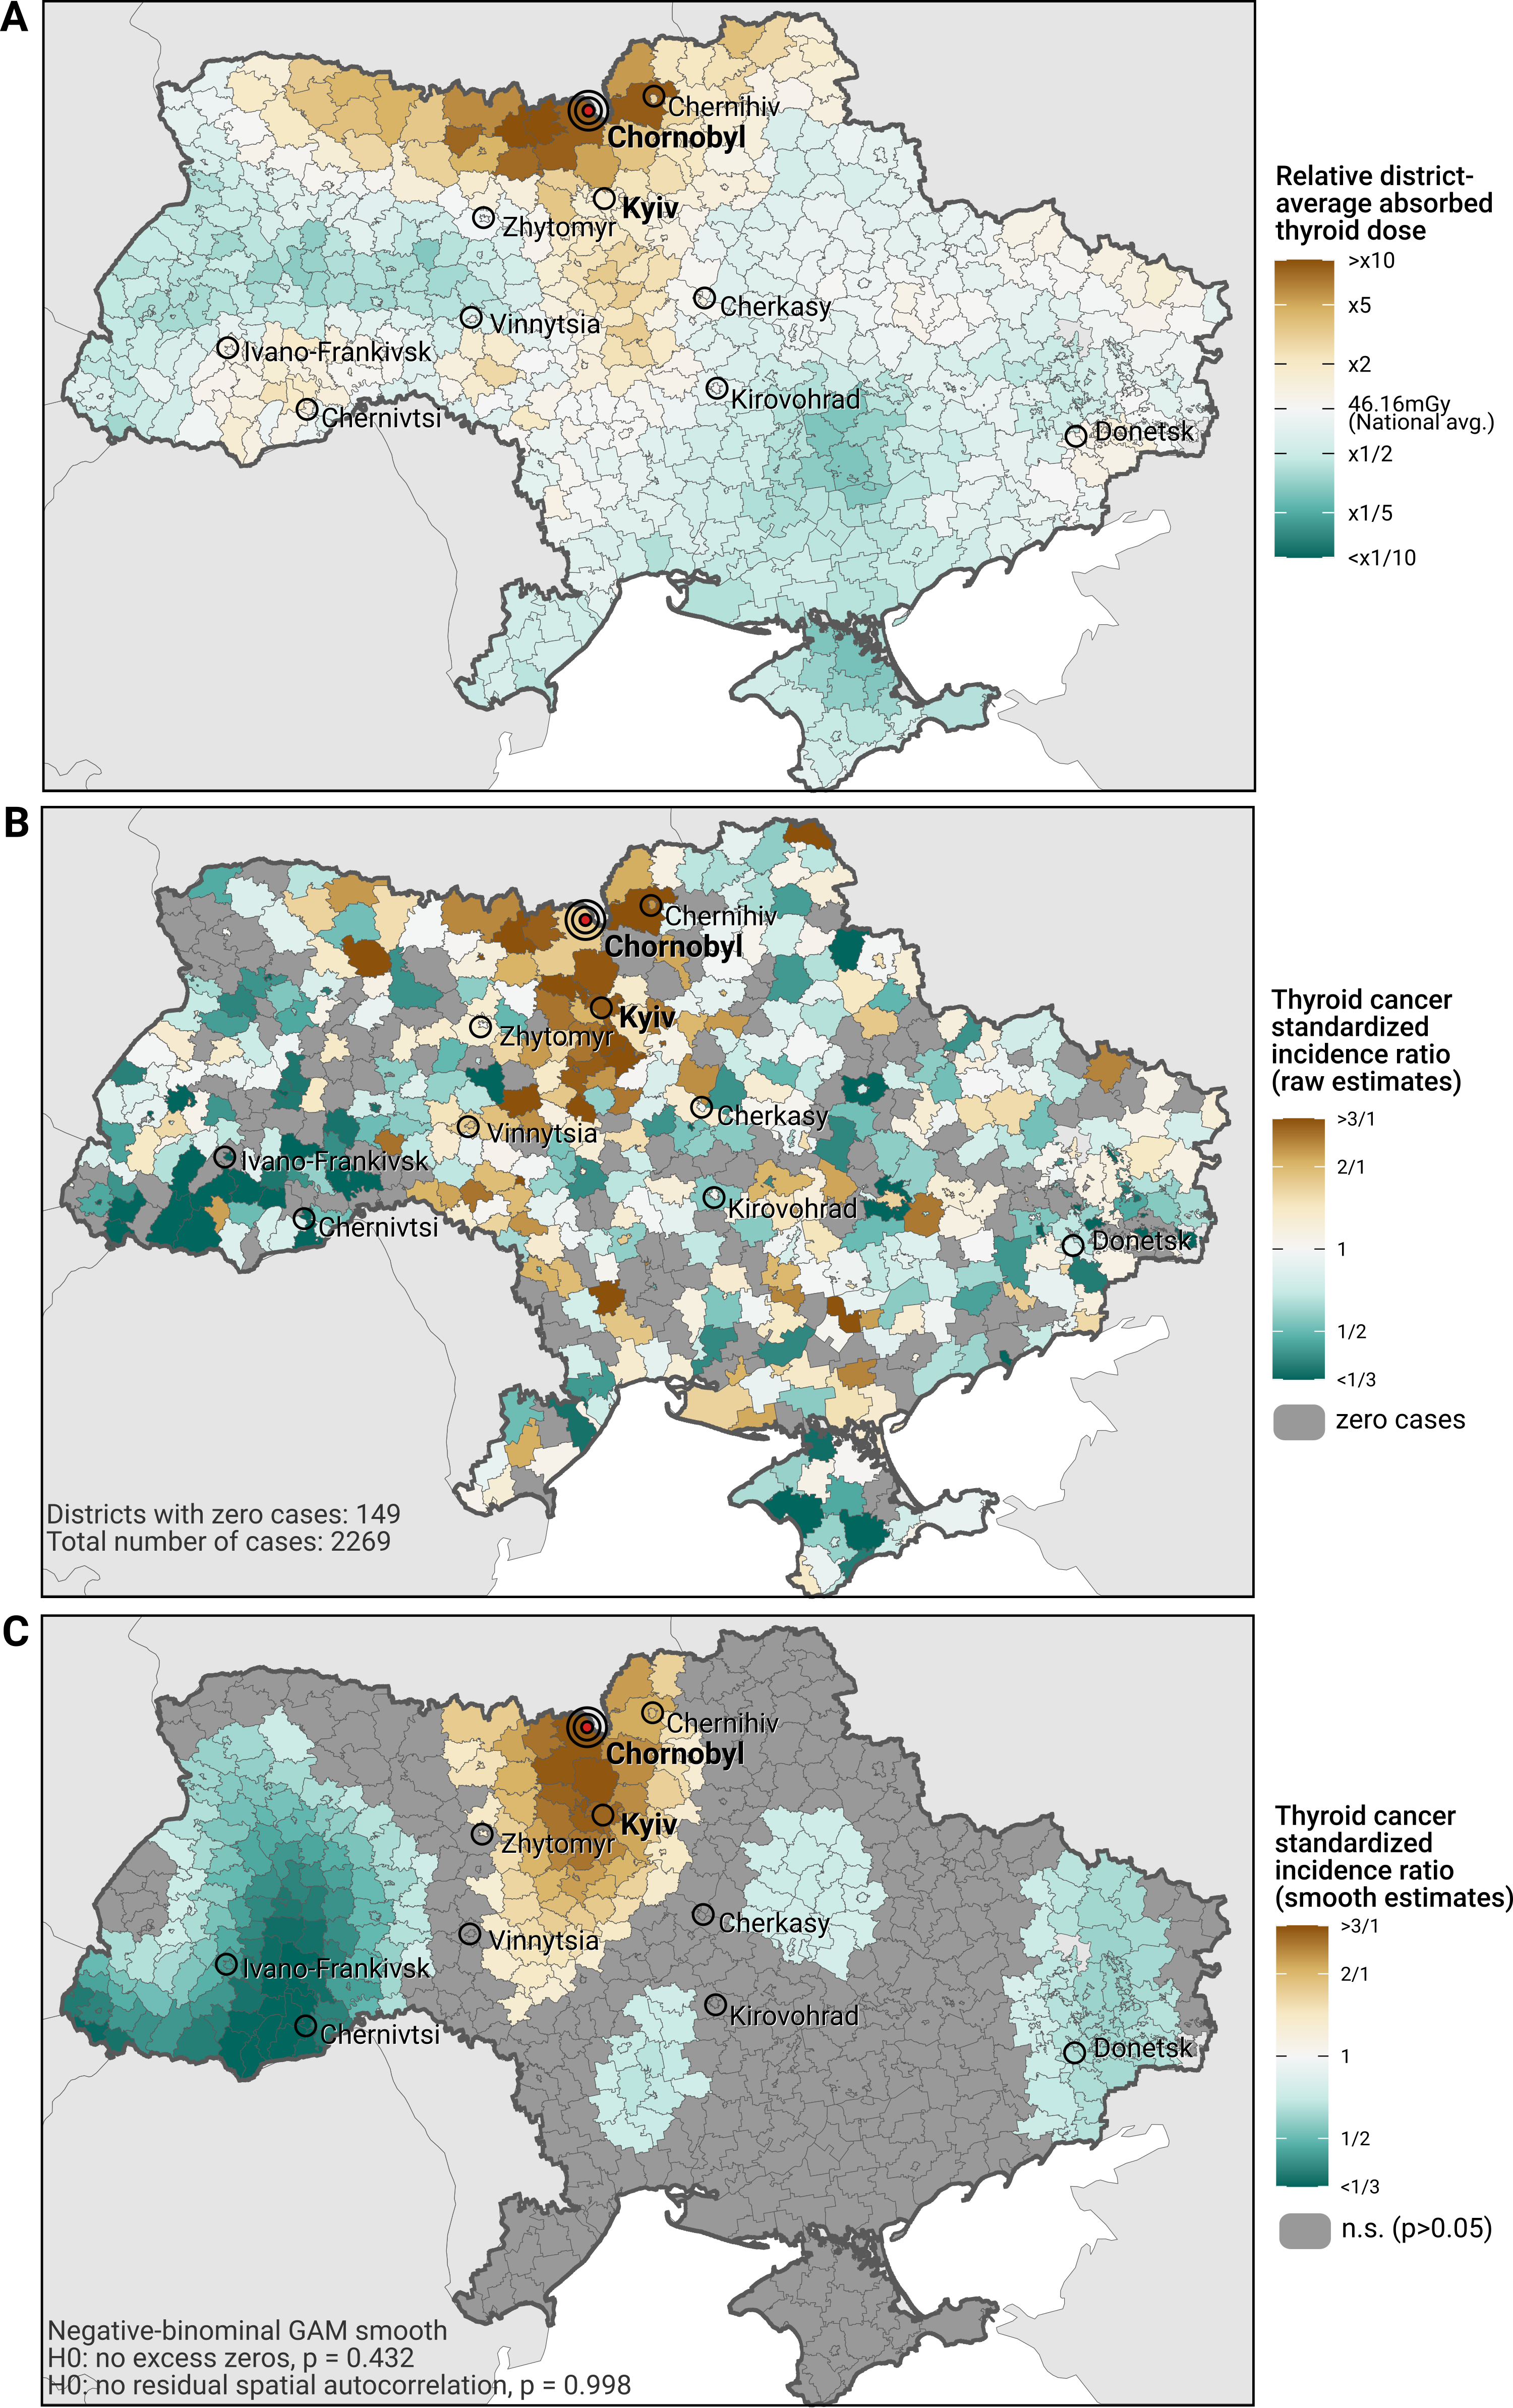 A
Chernihiv
Chornobyl
Kyiv
Zhytomyr
Cherkasy
Vinnytsia
Ivano-Frankivsk
Kirovohrad
Chernivtsi
Donetsk
Relative district-
average absorbed
thyroid dose
>x10
x5
x2
46.16mGy
(National avg.)
x1/2
x1/5
<x1/10
B
Chernihiv
Chornobyl
Kyiv
Zhytomyr
Cherkasy
Vinnytsia
Ivano-Frankivsk
Kirovohrad
Chernivtsi
Donetsk
Districts with zero cases: 149
Total number of cases: 2269
Thyroid cancer
standardized
incidence ratio
(raw estimates)
>3/1
2/1
1
1/2
<1/3
zero cases
C
Chernihiv
Chornobyl
Kyiv
Zhytomyr
Cherkasy
Vinnytsia
Ivano-Frankivsk
Kirovohrad
Chernivtsi
Donetsk
Negative-binominal GAM smooth
H0: no excess zeros, p = 0.432
H0: no residual spatial autocorrelation, p = 0.998
Thyroid cancer
standardized
incidence ratio
(smooth estimates)
>3/1
2/1
1
1/2
<1/3
n.s. (p>0.05)